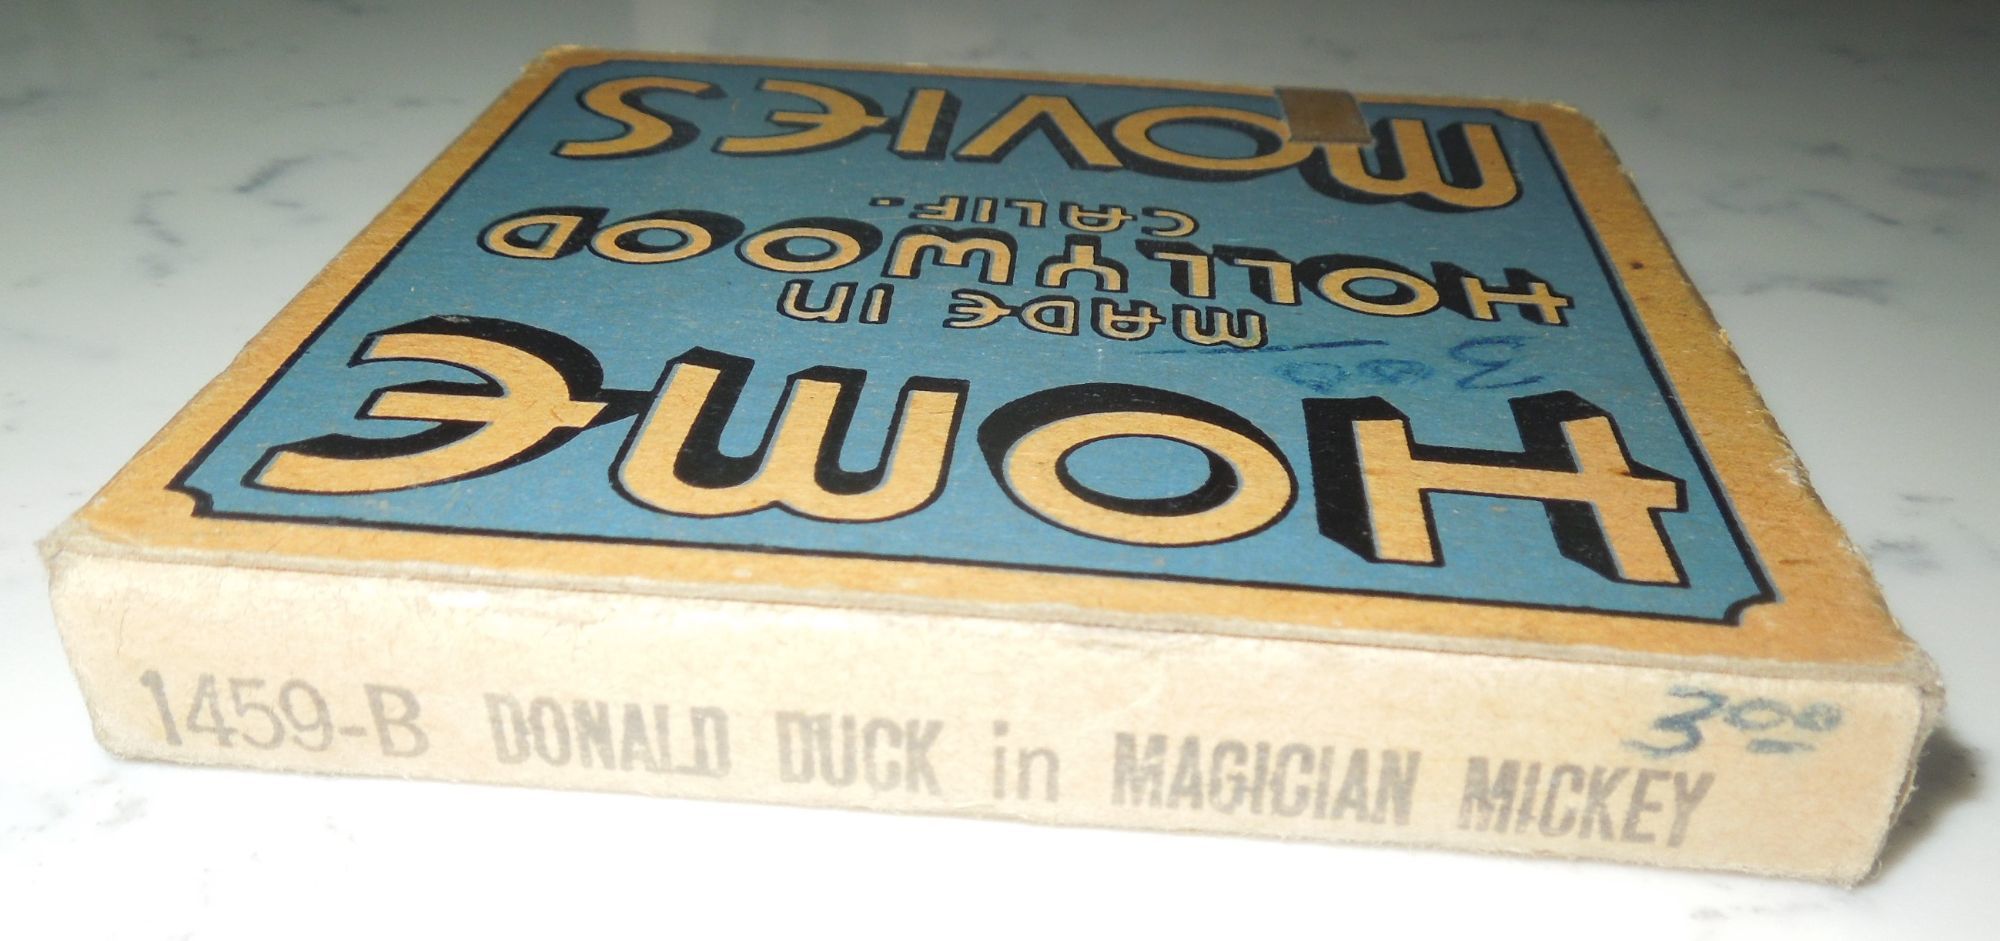 HOME
MADE IN
HOLLYWOOD
CALIF.
MOVIES
300
1459-B DONALD DUCK in MAGICIAN MICKEY
300